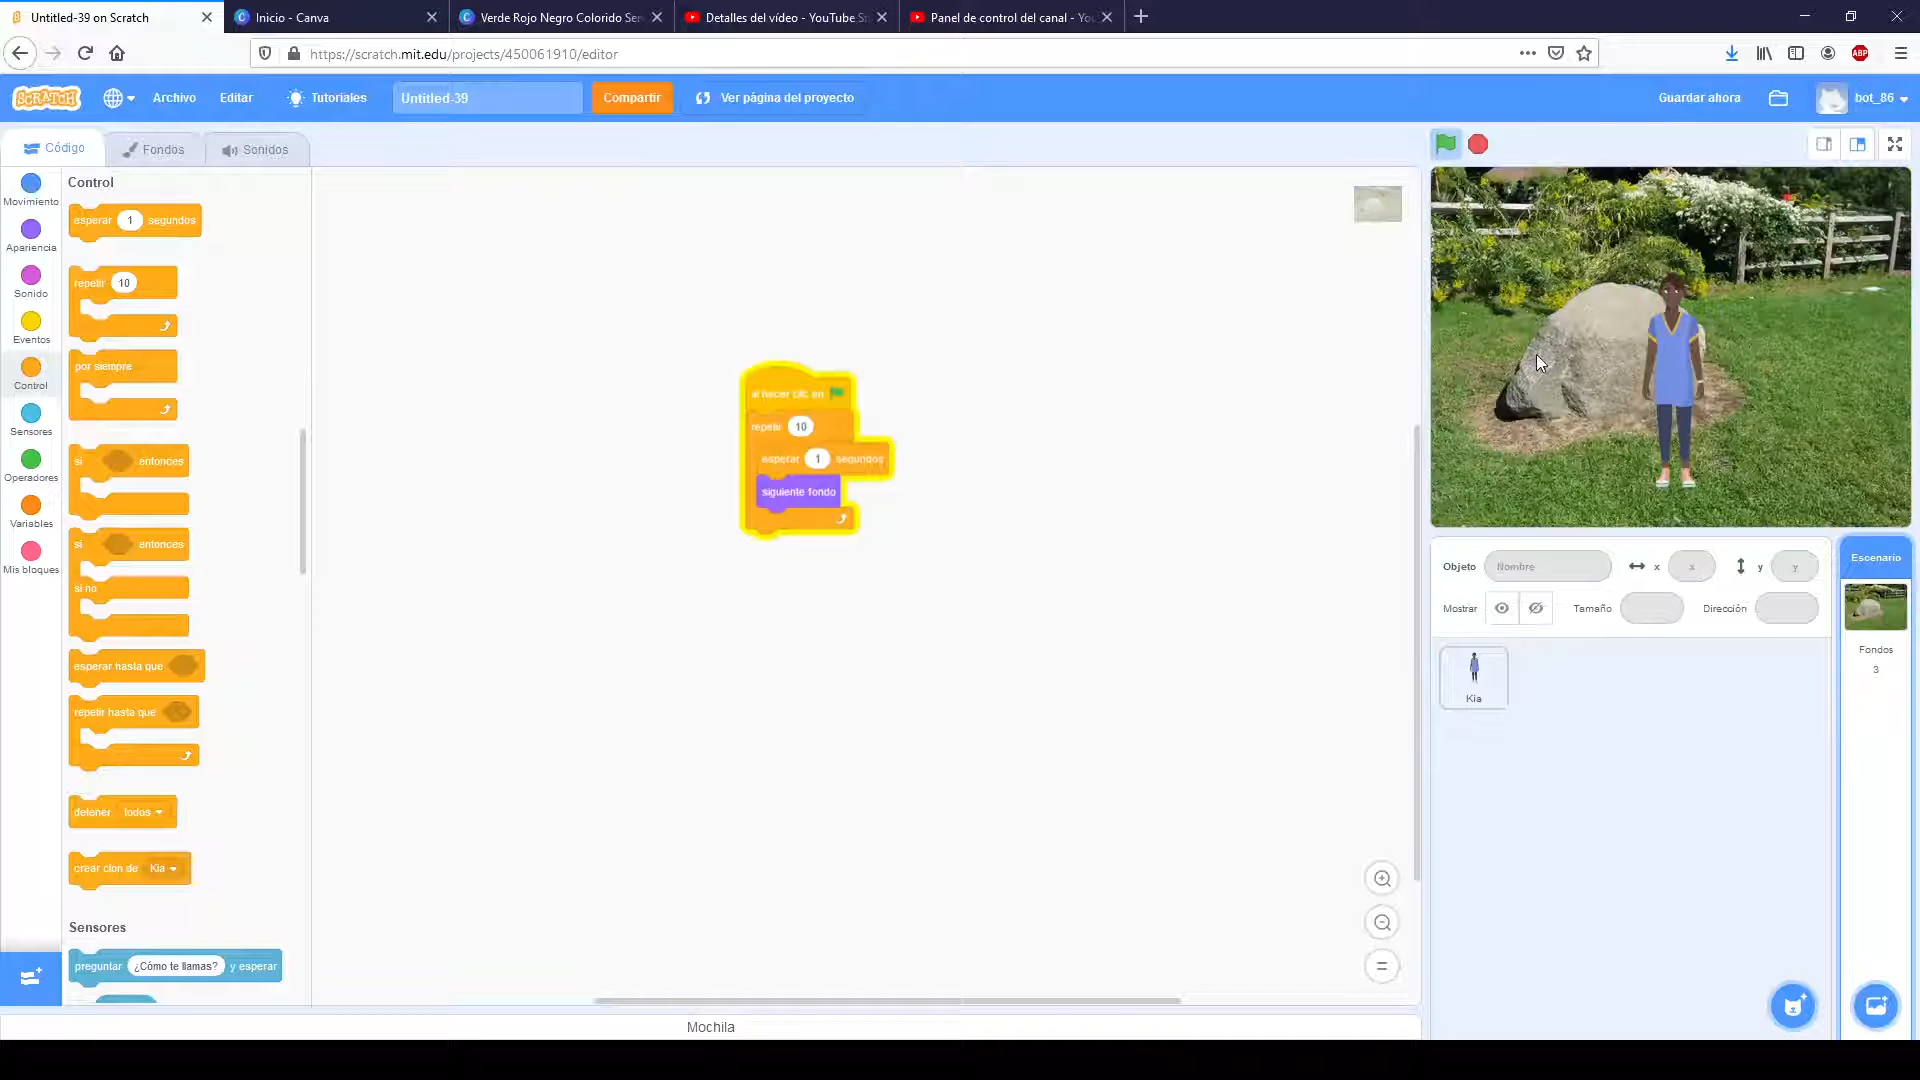 Untitled-39 on Scratch
Inicio - Canva
Verde Rojo Negro Colorido Sen
Detalles del vídeo - YouTube S
Panel de control del canal - Yo
https://scratch.mit.edu/projects/450061910/editor
ABP
SCRATCH
Archivo
Editar
Tutoriales
Untitled-39
Compartir
Ver página del proyecto
Guardar ahora
bot_86
Código
Fondos
Sonidos
Movimiento
Apariencia
Sonido
Eventos
Control
Sensores
Operadores
Variables
Mis bloques
Control
esperar 1 segundos
repetir 10
por siempre
si entonces
si entonces
si no
esperar hasta que
repetir hasta que
detener todos
crear clon de Kia
Sensores
preguntar ¿Cómo te llamas? y esperar
al hacer clic en
repetir 10
esperar 1 segundos
siguiente fondo
Objeto Nombre x x y y
Mostrar Tamaño Dirección
Kia
Escenario
Fondos
3
Mochila